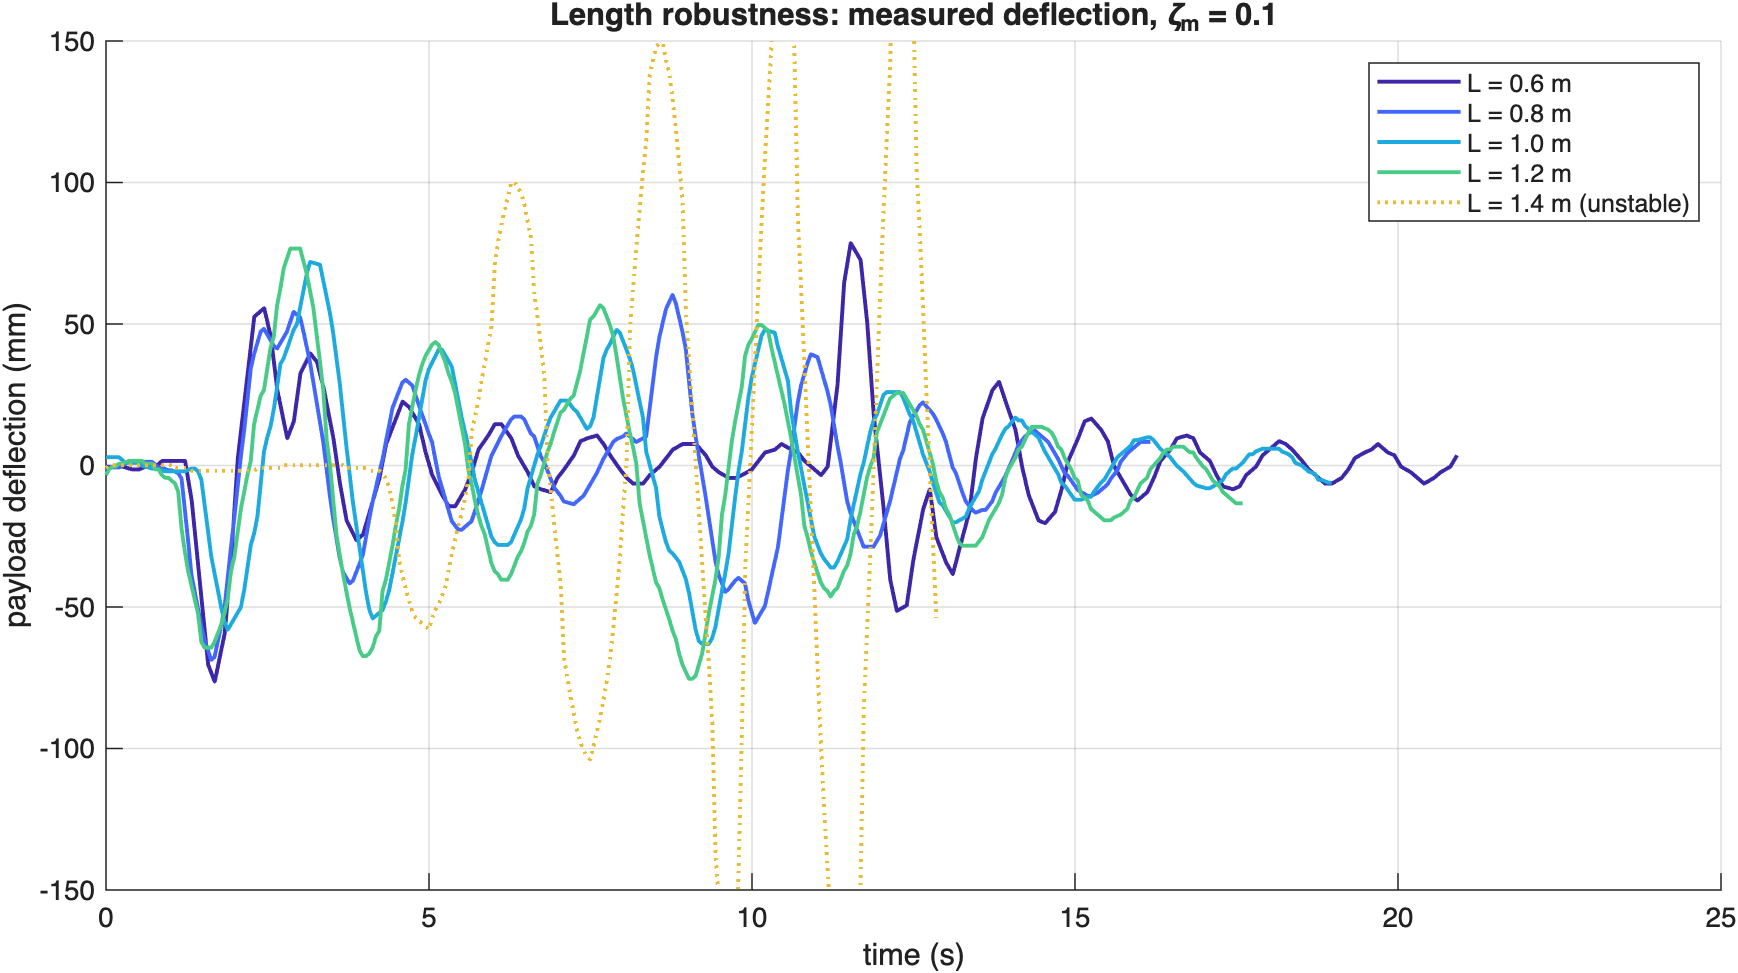 Length robustness: measured deflection, ζm = 0.1
150
100
50
0
-50
-100
-150
payload deflection (mm)
L = 0.6 m
L = 0.8 m
L = 1.0 m
L = 1.2 m
L = 1.4 m (unstable)
0 5 10 15 20 25
time (s)